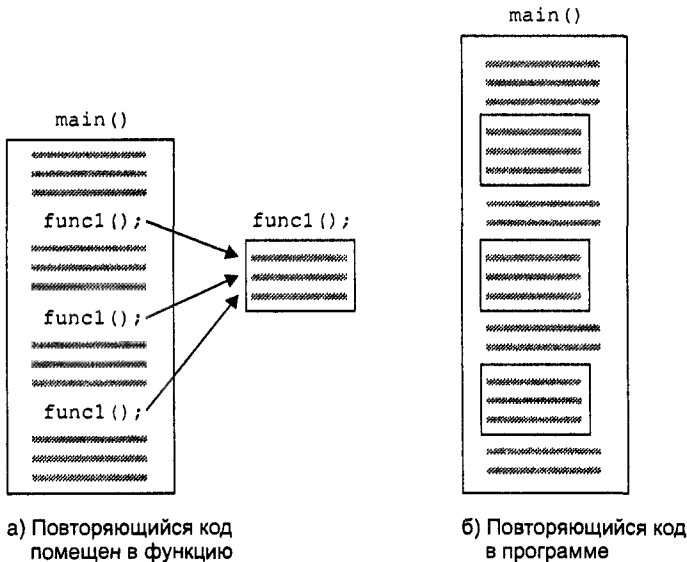 main()
func1();
func1();
func1();
func1();
а) Повторяющийся код
помещен в функцию
main()
б) Повторяющийся код
в программе